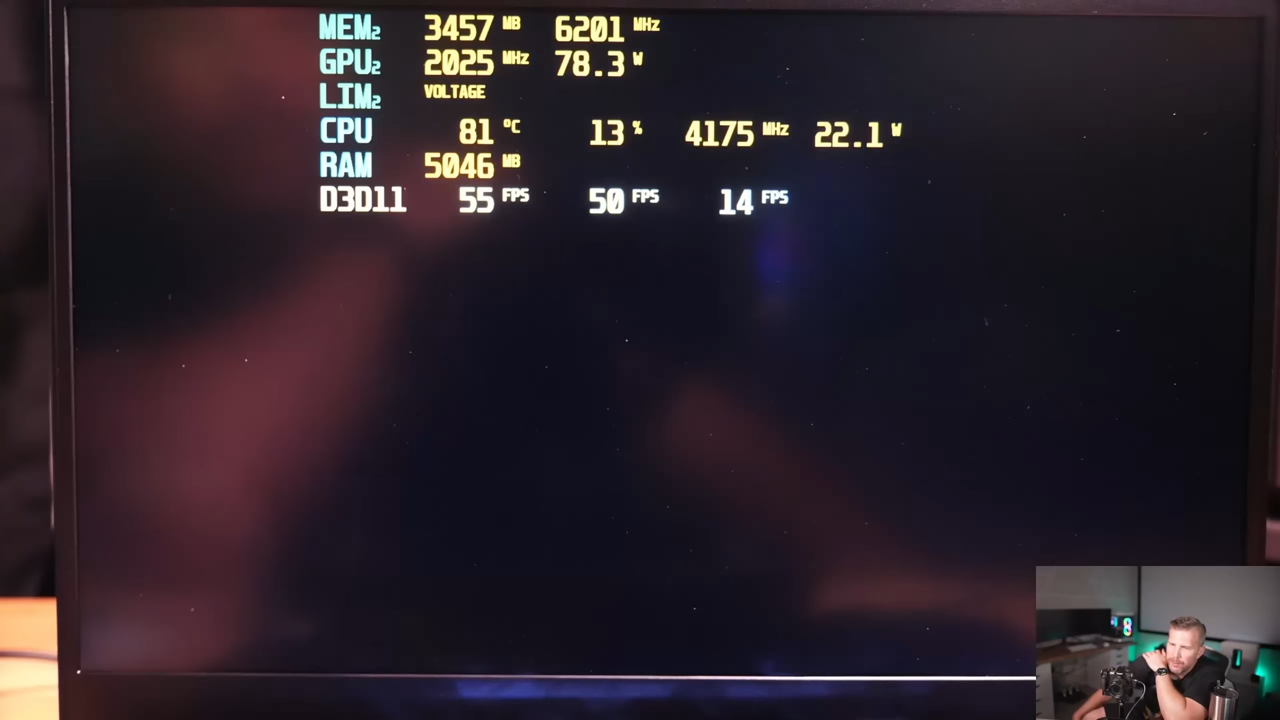 MEM2 3457 MB 6201 MHz
GPU2 2025 MHz 78.3 W
LIM2 VOLTAGE
CPU 81 °C 13 % 4175 MHz 22.1 W
RAM 5046 MB
D3D11 55 FPS 50 FPS 14 FPS